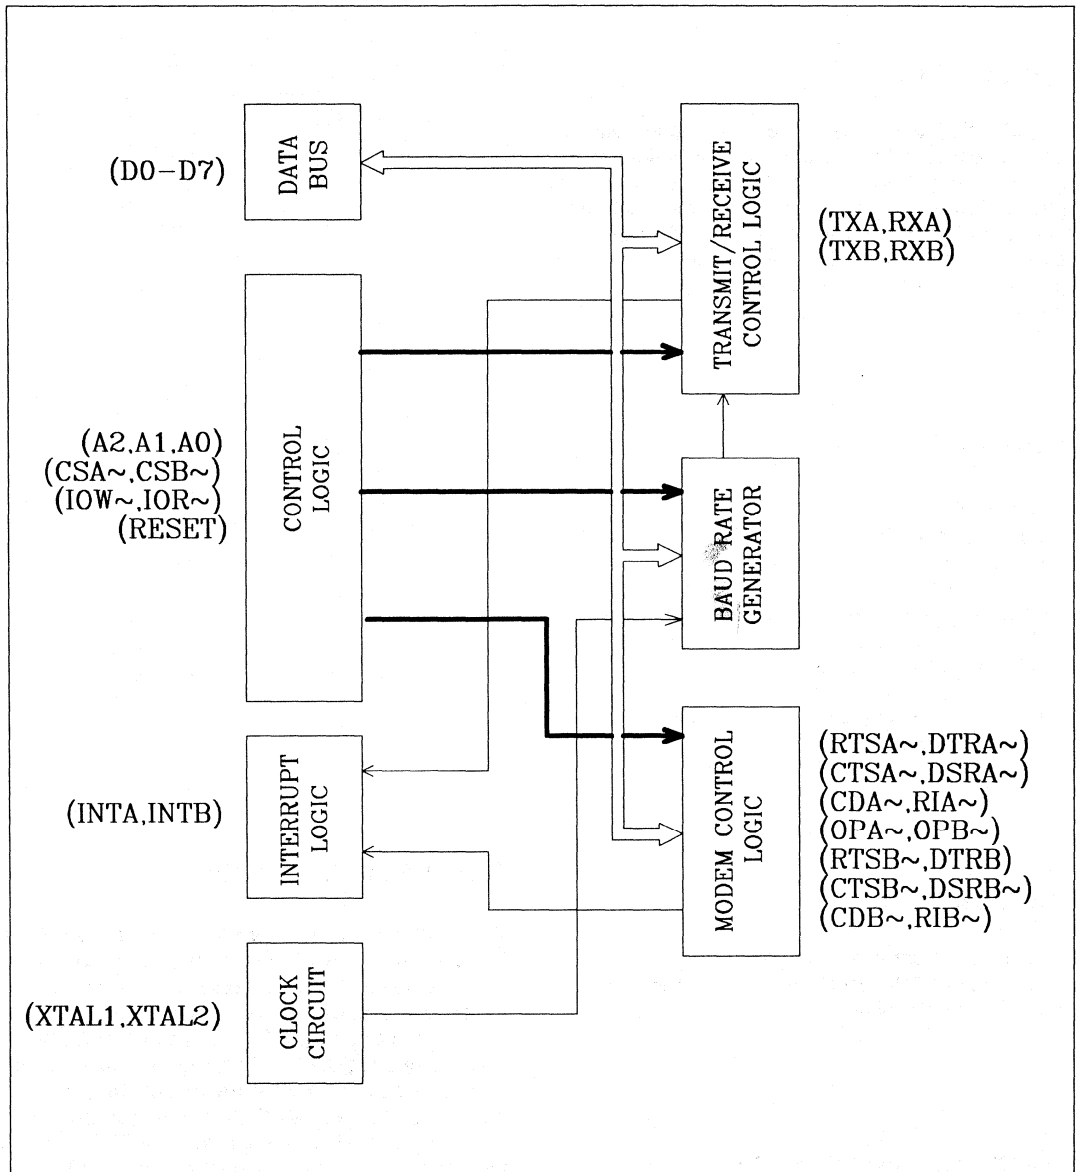 (D0-D7)
DATA
BUS
TRANSMIT/RECEIVE
CONTROL LOGIC
(TXA,RXA)
(TXB,RXB)
(A2,A1,A0)
(CSA~,CSB~)
(IOW~,IOR~)
(RESET)
CONTROL
LOGIC
BAUD RATE
GENERATOR
(INTA,INTB)
INTERRUPT
LOGIC
MODEM CONTROL
LOGIC
(RTSA~,DTRA~)
(CTSA~,DSRA~)
(CDA~,RIA~)
(OPA~,OPB~)
(RTSB~,DTRB)
(CTSB~,DSRB~)
(CDB~,RIB~)
(XTAL1,XTAL2)
CLOCK
CIRCUIT